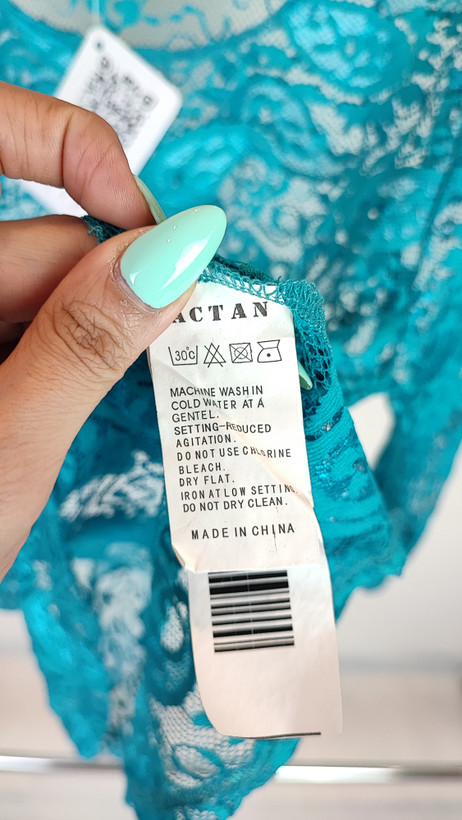 ACTAN
30°C
MACHINE WASH IN
COLD WATER AT A
GENTEL.
SETTING-REDUCED
AGITATION.
DO NOT USE CHLORINE
BLEACH.
DRY FLAT.
IRON AT LOW SETTING.
DO NOT DRY CLEAN.
MADE IN CHINA